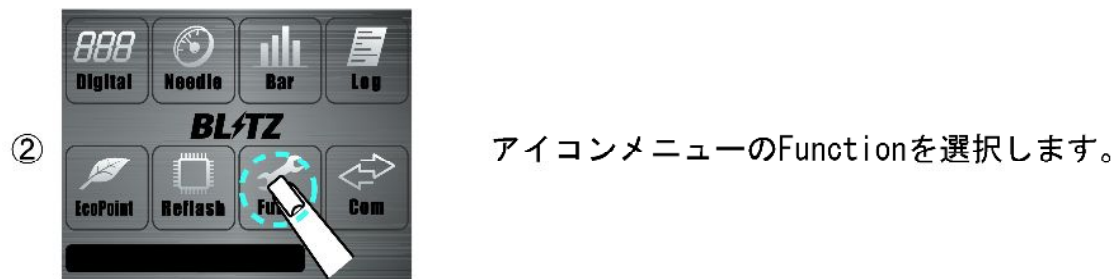 888
Digital
Needle
Bar
Log
BLITZ
②
アイコンメニューのFunctionを選択します。
EcoPoint
Reflash
Com